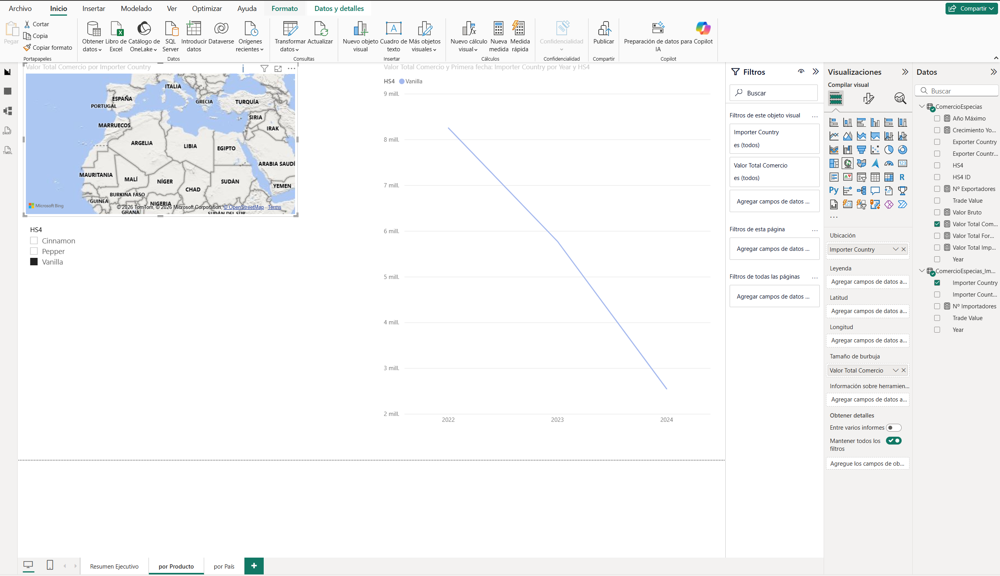 Archivo
Inicio
Insertar
Modelado
Ver
Optimizar
Ayuda
Formato
Datos y detalles
Compartir
Pegar
Cortar
Copia
Copiar formato
Portapapeles
Obtener datos
Libro de Excel
Catálogo de OneLake
SQL Server
Introducir datos
Dataverse
Orígenes recientes
Datos
Transformar datos
Actualizar
Consultas
Nuevo objeto visual
Cuadro de texto
Más objetos visuales
Insertar
Nuevo cálculo visual
Nueva medida
Medida rápida
Cálculos
Confidencialidad
Confidencialidad
Publicar
Compartir
Preparación de datos para IA
Copilot
Copilot
DAX
TMDL
Valor Total Comercio por Importer Country
ITALIA
ESPAÑA
PORTUGAL
GRECIA
TURQUÍA
SIRIA
IRAK
MARRUECOS
ARGELIA
LIBIA
EGIPTO
ARABIA SAUDÍ
MAURITANIA
MALÍ
NÍGER
CHAD
SUDÁN
YEMEN
BURKINA FASO
GUINEA
NIGERIA
GHANA
SUDÁN DEL SUR
Microsoft Bing
© 2026 TomTom, © 2026 Microsoft Corporation, © OpenStreetMap Terms
HS4
Cinnamon
Pepper
Vanilla
Valor Total Comercio y Primera fecha: Importer Country por Year y HS4
HS4 Vanilla
9 mill.
8 mill.
7 mill.
6 mill.
5 mill.
4 mill.
3 mill.
2 mill.
2022
2023
2024
Filtros
Buscar
Filtros de este objeto visual
Importer Country
es (todos)
Valor Total Comercio
es (todos)
Agregar campos de datos ...
Filtros de esta página
Agregar campos de datos ...
Filtros de todas las páginas
Agregar campos de datos ...
Visualizaciones
Compilar visual
123
R
Py
123
Ubicación
Importer Country
Leyenda
Agregar campos de datos a...
Latitud
Agregar campos de datos a...
Longitud
Agregar campos de datos a...
Tamaño de burbuja
Valor Total Comercio
Información sobre herramien...
Agregar campos de datos a...
Obtener detalles
Entre varios informes
Mantener todos los filtros
Agregue los campos de ob...
Datos
Buscar
ComercioEspecias
Año Máximo
Crecimiento Yo...
Exporter Country
Exporter Countr...
HS4
HS4 ID
Nº Exportadores
Trade Value
Valor Bruto
Valor Total Com...
Valor Total For...
Valor Total Imp...
Year
ComercioEspecias_Im...
Importer Country
Importer Count...
Nº Importadores
Trade Value
Year
Resumen Ejecutivo
por Producto
por País